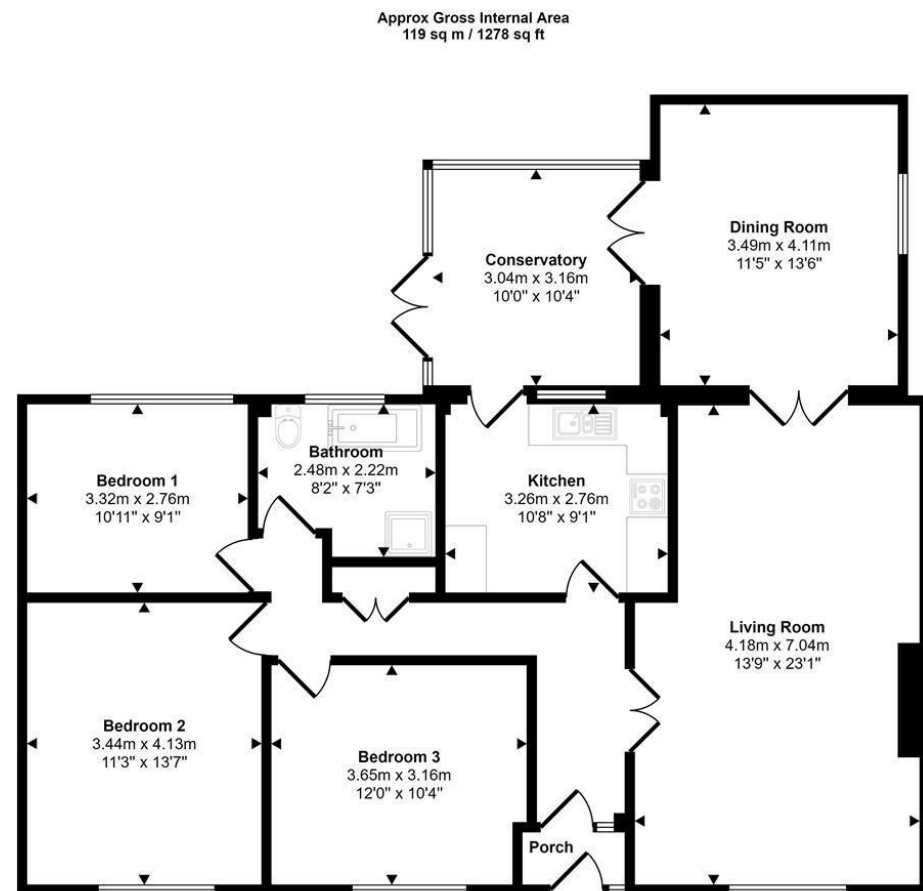 Approx Gross Internal Area
119 sq m / 1278 sq ft
Dining Room
3.49m x 4.11m
11'5" x 13'6"
Conservatory
3.04m x 3.16m
10'0" x 10'4"
Bedroom 1
3.32m x 2.76m
10'11" x 9'1"
Bathroom
2.48m x 2.22m
8'2" x 7'3"
Kitchen
3.26m x 2.76m
10'8" x 9'1"
Living Room
4.18m x 7.04m
13'9" x 23'1"
Bedroom 2
3.44m x 4.13m
11'3" x 13'7"
Bedroom 3
3.65m x 3.16m
12'0" x 10'4"
Porch